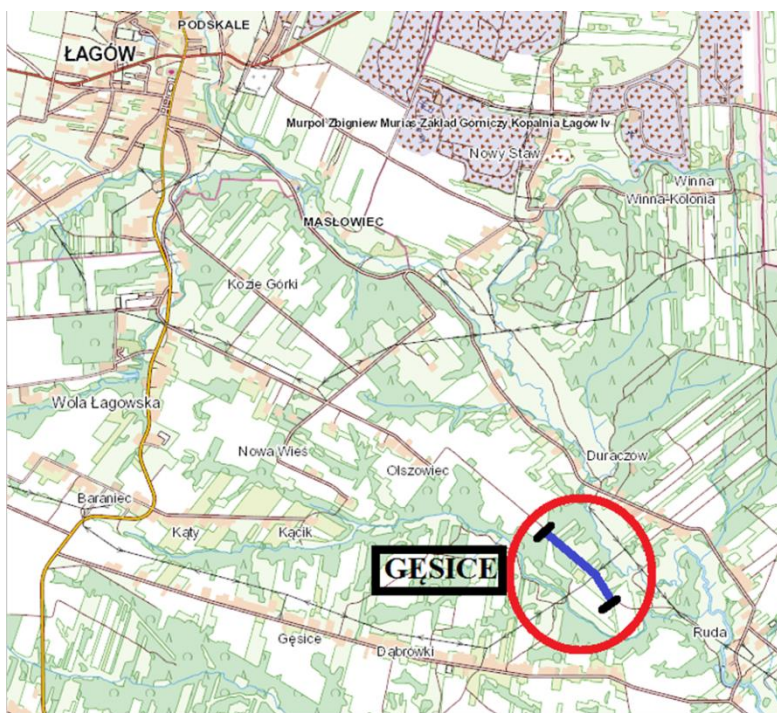 PODSKALE
ŁAGÓW
Murpol Zbigniew Murias Zakład Górniczy Kopalnia Łagów Iv
Nowy Staw
Winna
Winna-Kolonia
MASŁOWIEC
Kozie Górki
Wola Łagowska
Nowa Wieś
Olszowiec
Duraczów
Baraniec
Kąty
Kącik
GĘSICE
Gęsice
Dąbrówki
Ruda